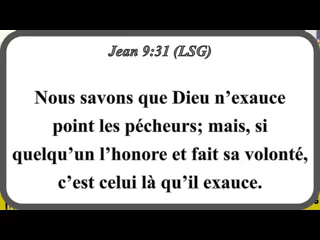 Jean 9:31 (LSG)
Nous savons que Dieu n’exauce
point les pécheurs; mais, si
quelqu’un l’honore et fait sa volonté,
c’est celui là qu’il exauce.